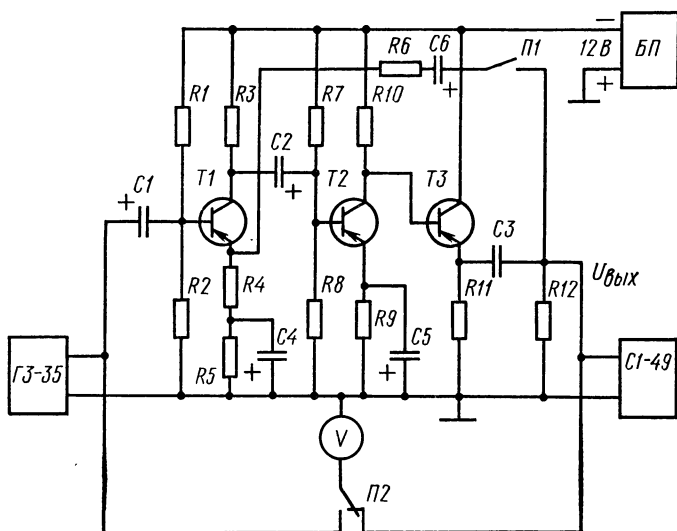 R6
C6
П1
12 В
–
+
БП
R1
R3
R7
R10
+
C1
T1
C2
+
T2
T3
C3
+
R2
R4
R8
R9
R11
R12
Uвых
R5
C4
+
C5
+
Г3-35
С1-49
V
П2